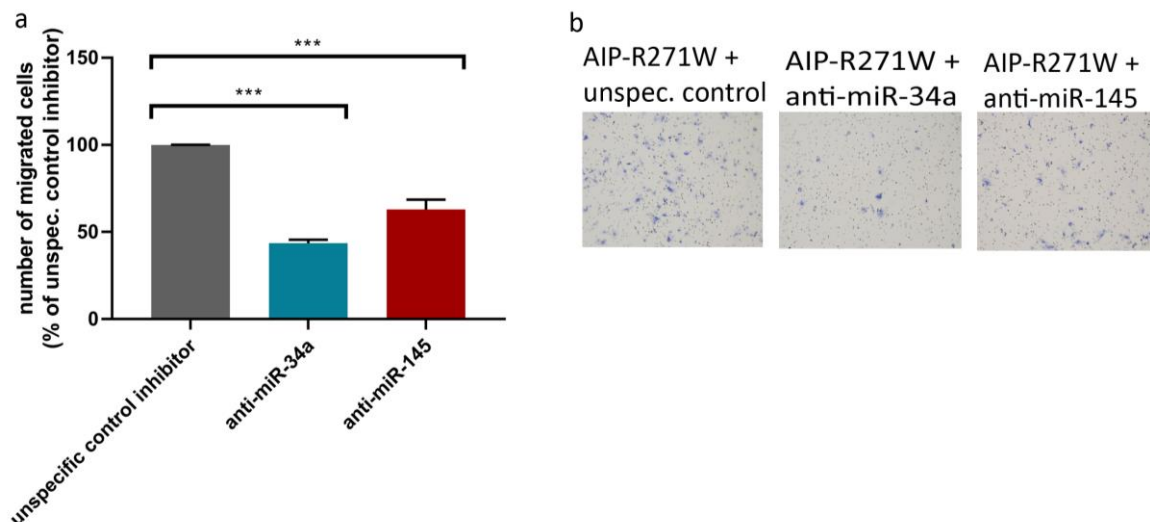 a
***
***
150
100
50
0
number of migrated cells
(% of unspec. control inhibitor)
unspecific control inhibitor
anti-miR-34a
anti-miR-145
b
AIP-R271W +
unspec. control
AIP-R271W +
anti-miR-34a
AIP-R271W +
anti-miR-145